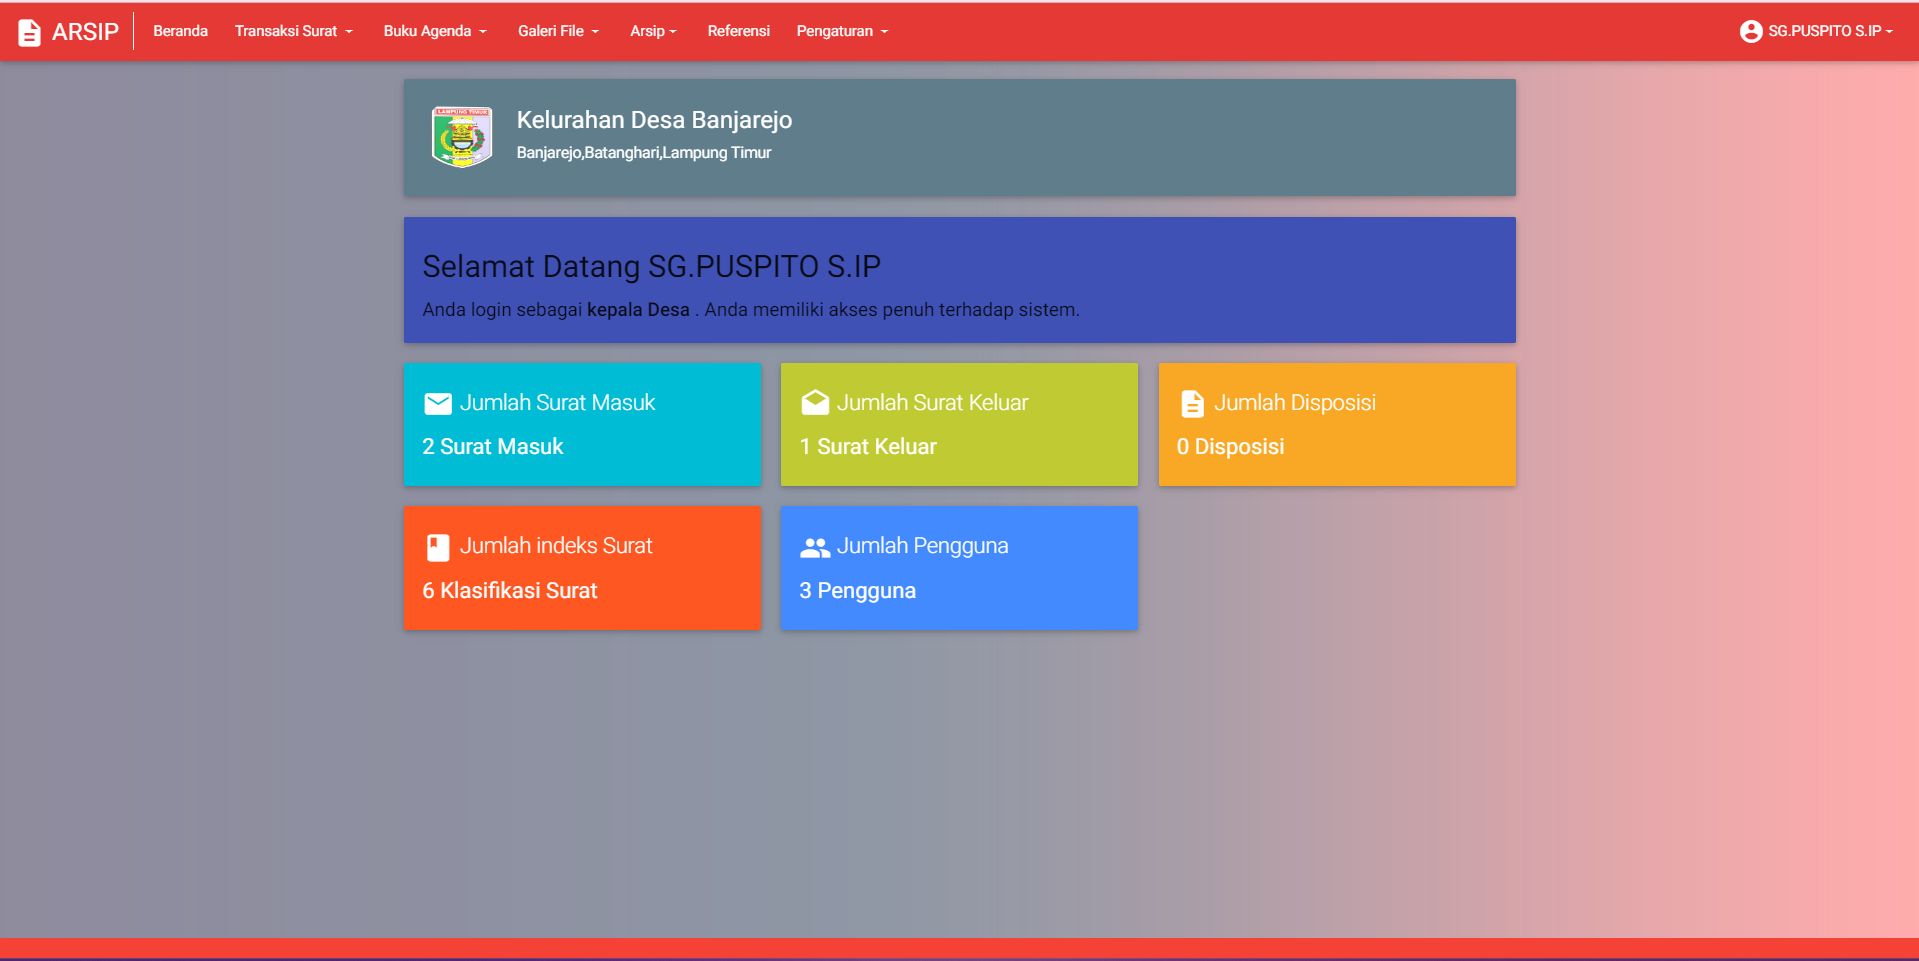 ARSIP
Beranda
Transaksi Surat
Buku Agenda
Galeri File
Arsip
Referensi
Pengaturan
SG.PUSPITO S.IP
LAMPUNG TIMUR
Kelurahan Desa Banjarejo
Banjarejo,Batanghari,Lampung Timur
Selamat Datang SG.PUSPITO S.IP
Anda login sebagai kepala Desa . Anda memiliki akses penuh terhadap sistem.
Jumlah Surat Masuk
2 Surat Masuk
Jumlah Surat Keluar
1 Surat Keluar
Jumlah Disposisi
0 Disposisi
Jumlah indeks Surat
6 Klasifikasi Surat
Jumlah Pengguna
3 Pengguna